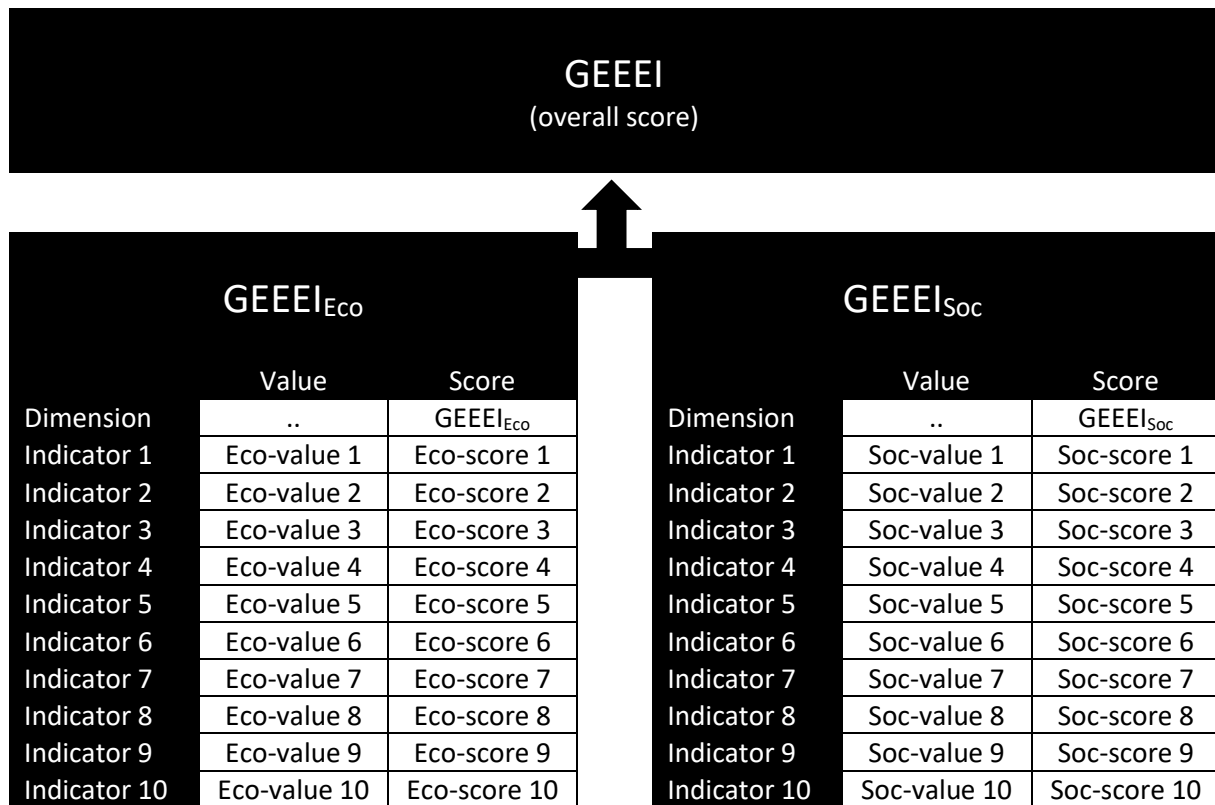 GEEEI
(overall score)
GEEEIEco
Value Score
Dimension .. GEEEIEco
Indicator 1 Eco-value 1 Eco-score 1
Indicator 2 Eco-value 2 Eco-score 2
Indicator 3 Eco-value 3 Eco-score 3
Indicator 4 Eco-value 4 Eco-score 4
Indicator 5 Eco-value 5 Eco-score 5
Indicator 6 Eco-value 6 Eco-score 6
Indicator 7 Eco-value 7 Eco-score 7
Indicator 8 Eco-value 8 Eco-score 8
Indicator 9 Eco-value 9 Eco-score 9
Indicator 10 Eco-value 10 Eco-score 10
GEEEISoc
Value Score
Dimension .. GEEEISoc
Indicator 1 Soc-value 1 Soc-score 1
Indicator 2 Soc-value 2 Soc-score 2
Indicator 3 Soc-value 3 Soc-score 3
Indicator 4 Soc-value 4 Soc-score 4
Indicator 5 Soc-value 5 Soc-score 5
Indicator 6 Soc-value 6 Soc-score 6
Indicator 7 Soc-value 7 Soc-score 7
Indicator 8 Soc-value 8 Soc-score 8
Indicator 9 Soc-value 9 Soc-score 9
Indicator 10 Soc-value 10 Soc-score 10